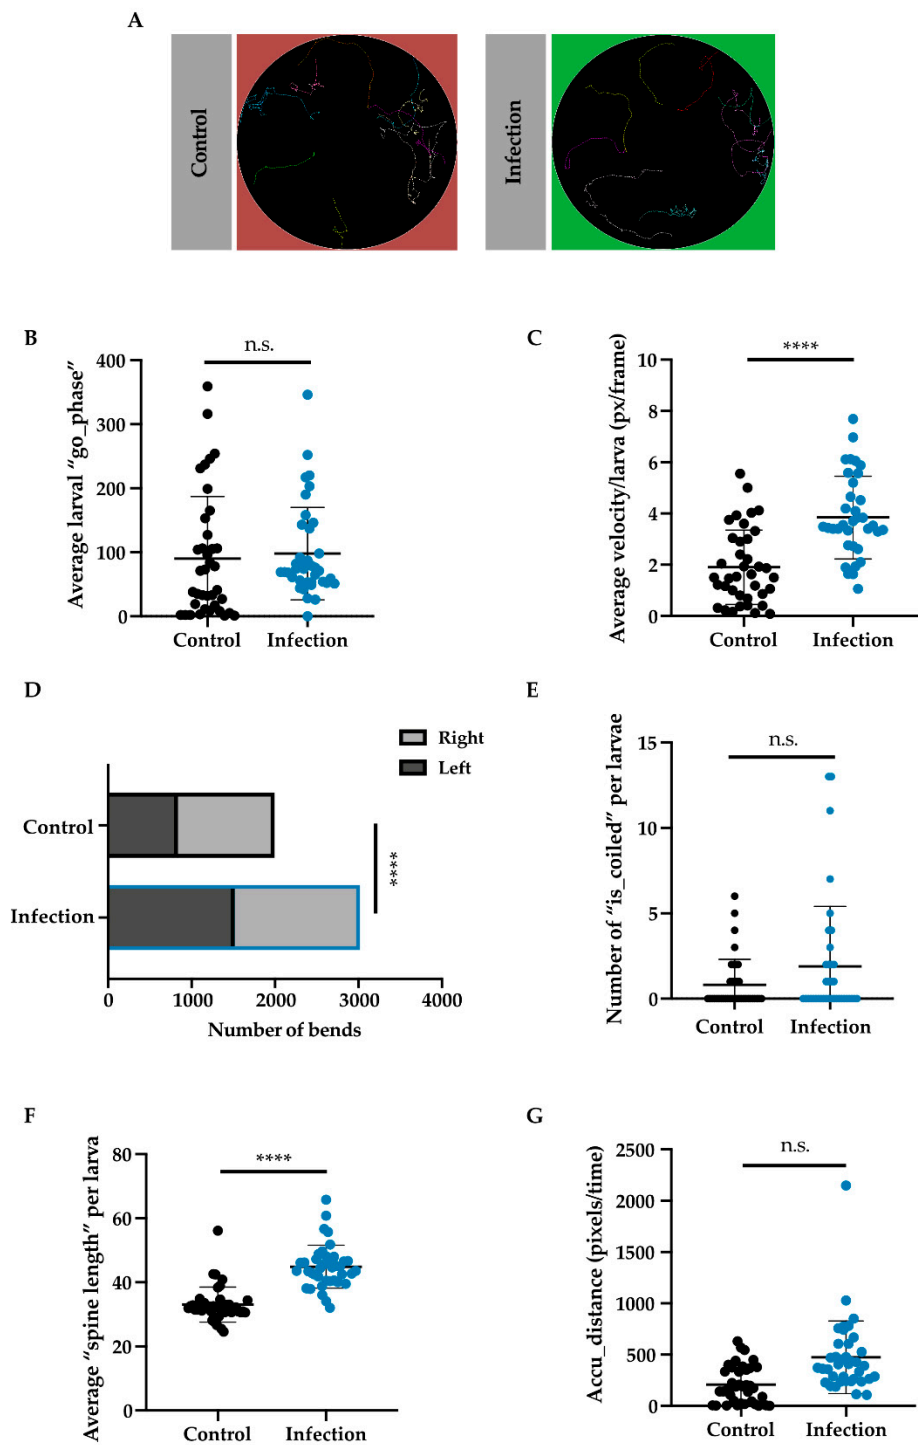 A
Control
Infection
B
n.s.
Average larval “go_phase”
400
300
200
100
0
Control
Infection
C
****
Average velocity/larva (px/frame)
10
8
6
4
2
0
Control
Infection
D
Right
Left
Control
Infection
****
0
1000
2000
3000
4000
Number of bends
E
n.s.
Number of “is_coiled” per larvae
15
10
5
0
Control
Infection
F
****
Average “spine length” per larva
80
60
40
20
0
Control
Infection
G
n.s.
Accu_distance (pixels/time)
2500
2000
1500
1000
500
0
Control
Infection